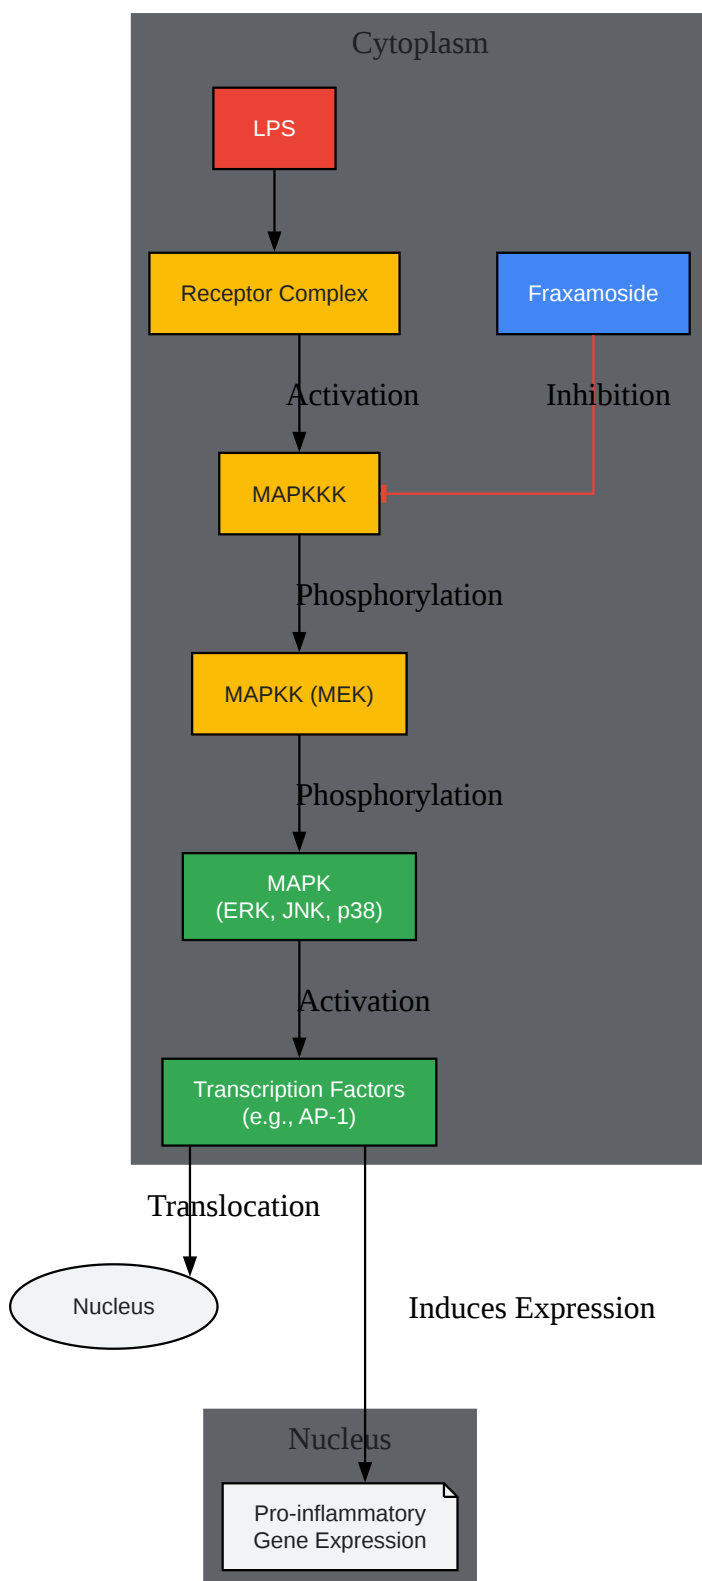 Cytoplasm
LPS
Receptor Complex
Fraxamoside
Activation
Inhibition
MAPKKK
Phosphorylation
MAPKK (MEK)
Phosphorylation
MAPK
(ERK, JNK, p38)
Activation
Transcription Factors
(e.g., AP-1)
Translocation
Nucleus
Induces Expression
Nucleus
Pro-inflammatory
Gene Expression